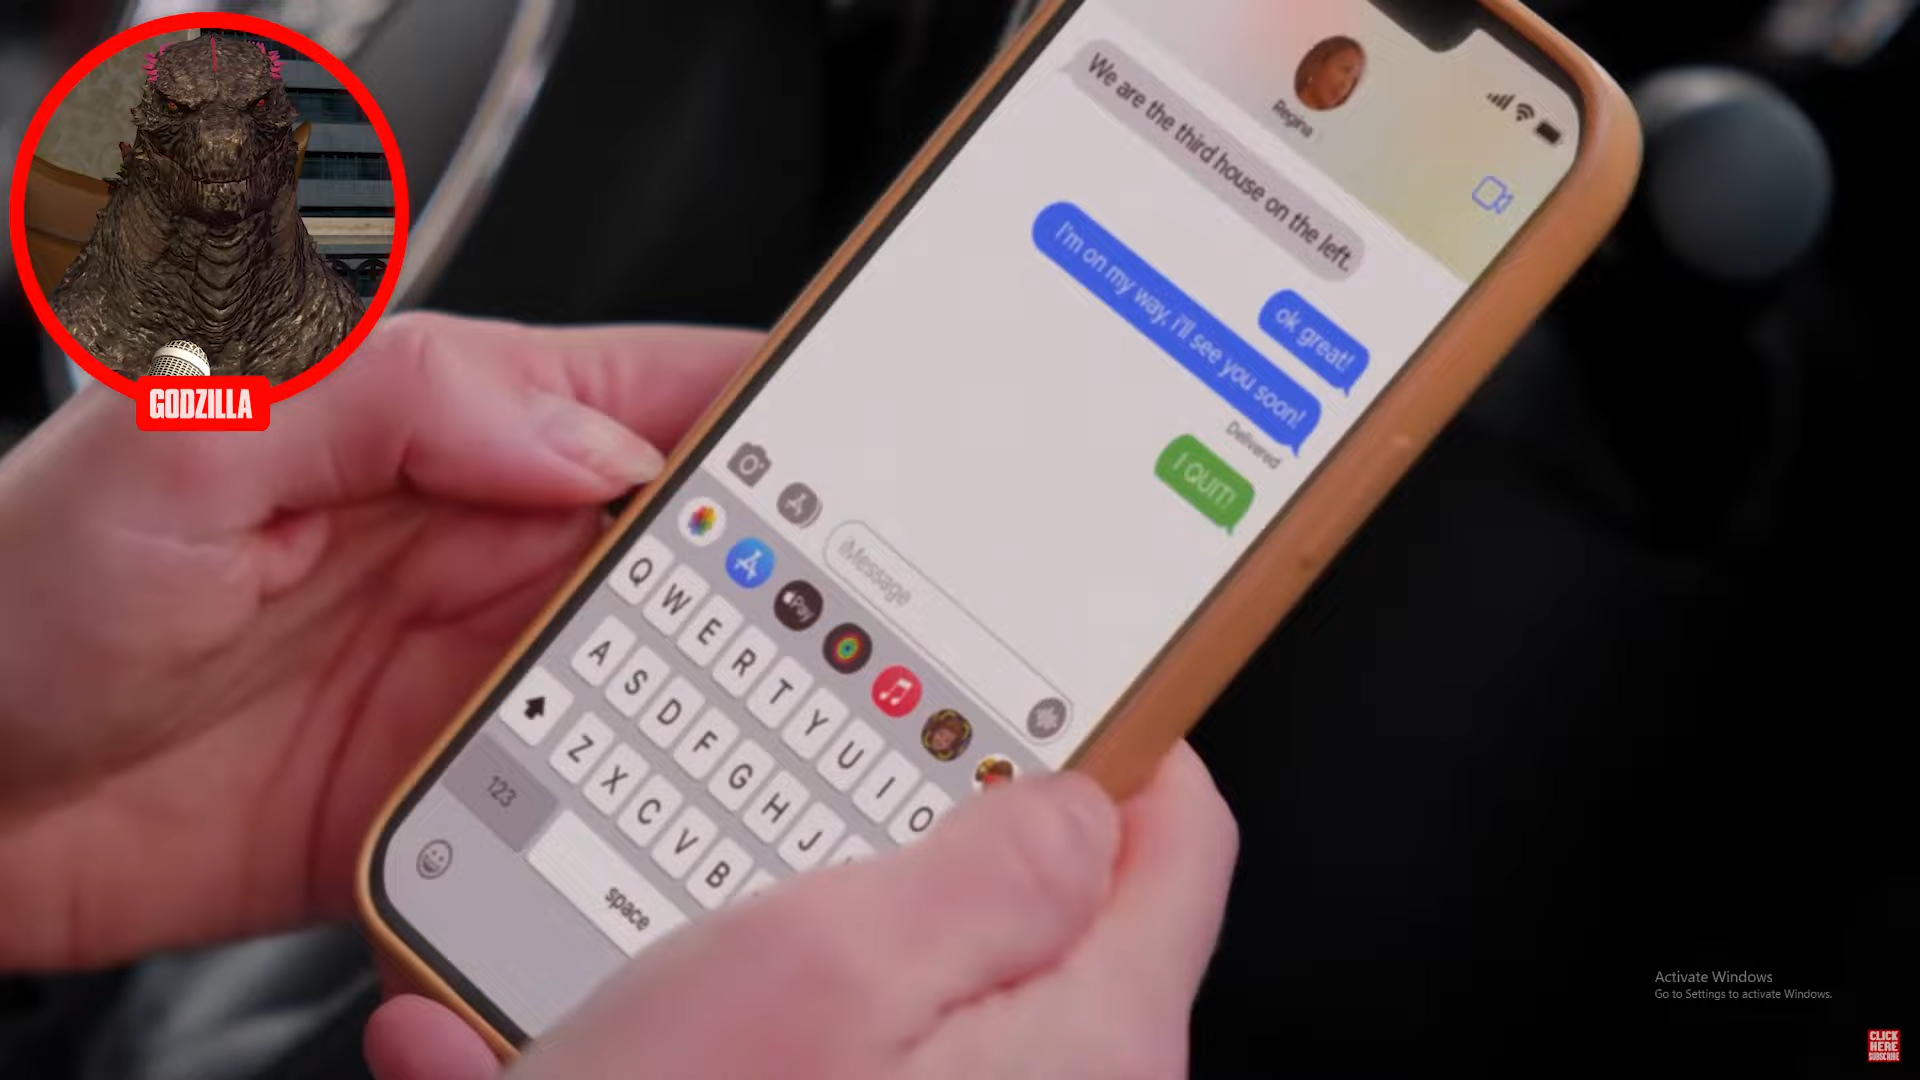 GODZILLA
Regina
We are the third house on the left.
ok great!
I'm on my way, i'll see you soon!
Delivered
I QUIT!
iMessage
Pay
Q W E R T Y U I O
A S D F G H J
Z X C V B
123
space
Activate Windows
Go to Settings to activate Windows.
CLICK
HERE
SUBSCRIBE